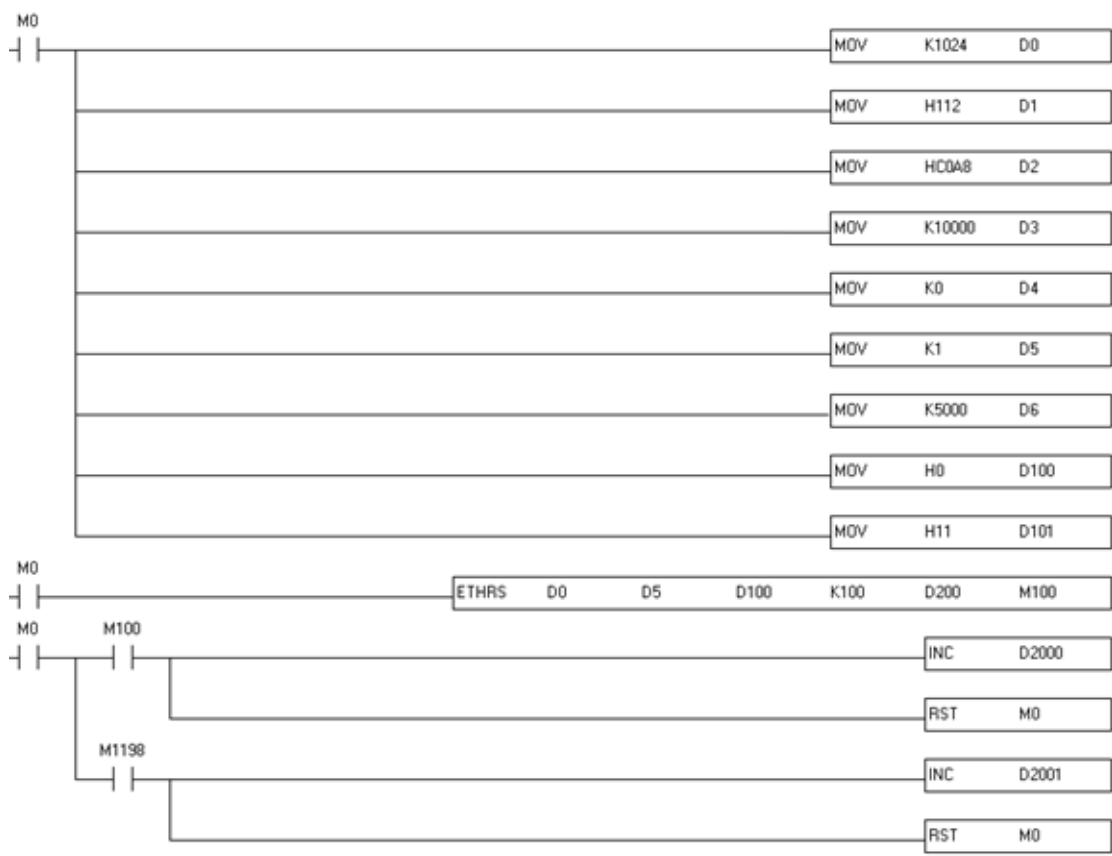 M0
MOV K1024 D0
MOV H112 D1
MOV HC0A8 D2
MOV K10000 D3
MOV K0 D4
MOV K1 D5
MOV K5000 D6
MOV H0 D100
MOV H11 D101
M0
ETHRS D0 D5 D100 K100 D200 M100
M0 M100
INC D2000
RST M0
M1198
INC D2001
RST M0